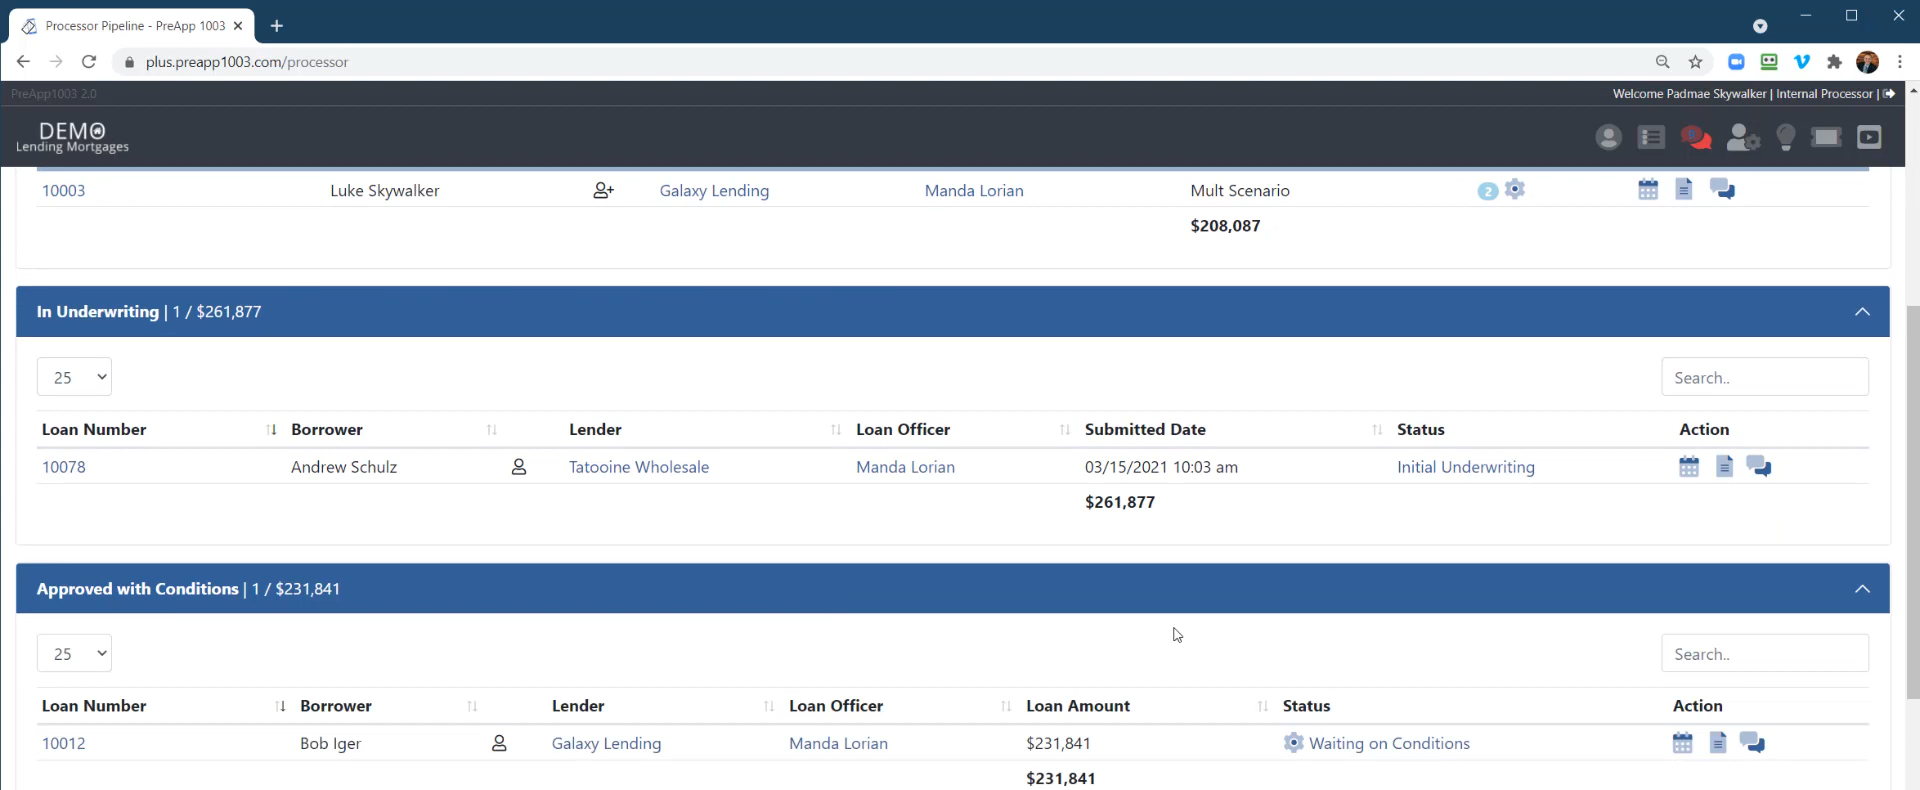 Processor Pipeline - PreApp 1003
plus.preapp1003.com/processor
PreApp1003 2.0
Welcome Padmae Skywalker | Internal Processor |
DEMO
Lending Mortgages
10003 Luke Skywalker Galaxy Lending Manda Lorian Mult Scenario 2
$208,087
In Underwriting | 1 / $261,877
25 Search..
Loan Number Borrower Lender Loan Officer Submitted Date Status Action
10078 Andrew Schulz Tatooine Wholesale Manda Lorian 03/15/2021 10:03 am Initial Underwriting
$261,877
Approved with Conditions | 1 / $231,841
25 Search..
Loan Number Borrower Lender Loan Officer Loan Amount Status Action
10012 Bob Iger Galaxy Lending Manda Lorian $231,841 Waiting on Conditions
$231,841